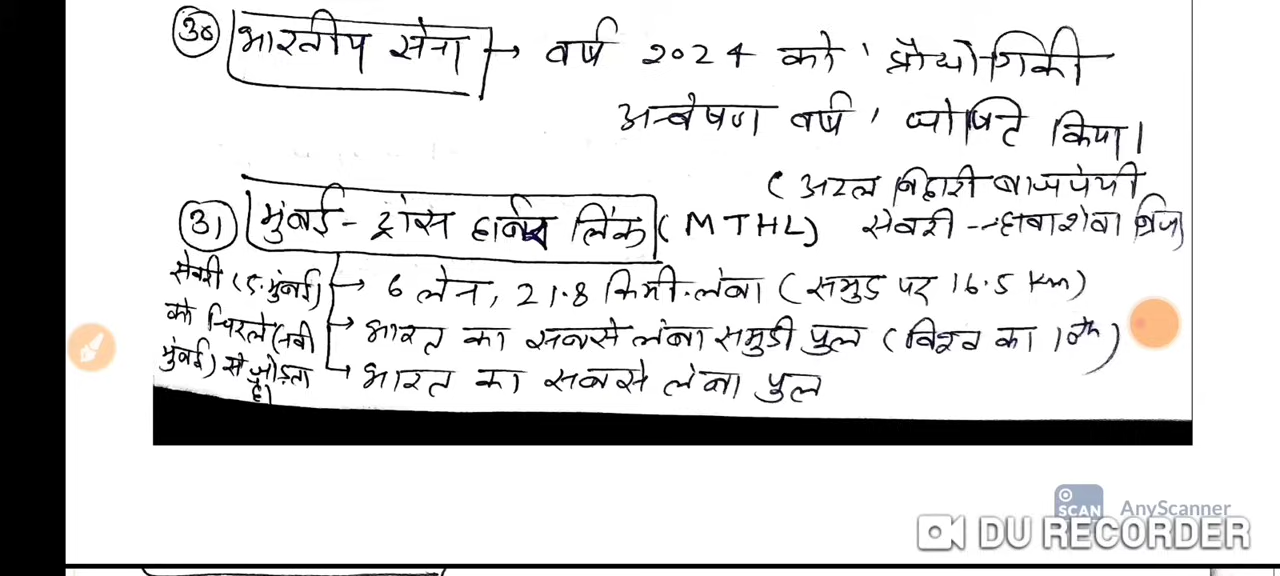 30 भारतीय सेना → वर्ष 2024 को 'प्रौद्योगिकी
अन्वेषण वर्ष' घोषित किया।
(अटल बिहारी वाजपेयी
31 मुंबई - ट्रांस हार्बर लिंक (MTHL) सेवरी - न्हावाशेवा ब्रिज)
सेवरी (द. मुंबई) → 6 लेन, 21.8 किमी. लंबा (समुद्र पर 16.5 km)
को चिरले (नवी → भारत का सबसे लंबा समुद्री पुल (विश्व का 10th)
मुंबई) से जोड़ता → भारत का सबसे लंबा पुल
है।
SCAN AnyScanner
DU RECORDER